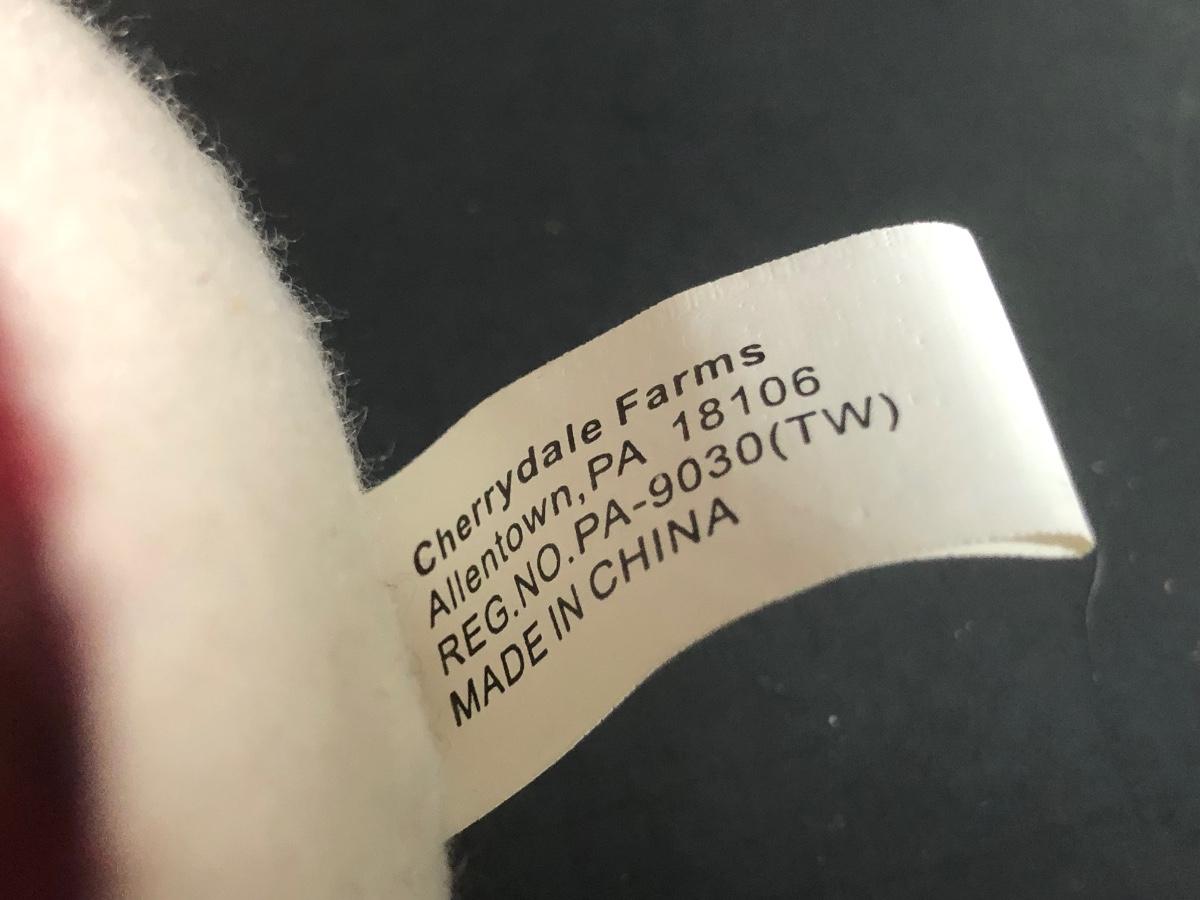 Cherrydale Farms
Allentown,PA 18106
REG.NO.PA-9030(TW)
MADE IN CHINA